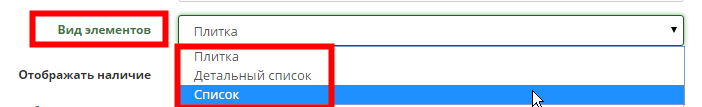 Вид элементов
Плитка
Плитка
Отображать наличие
Детальный список
Список